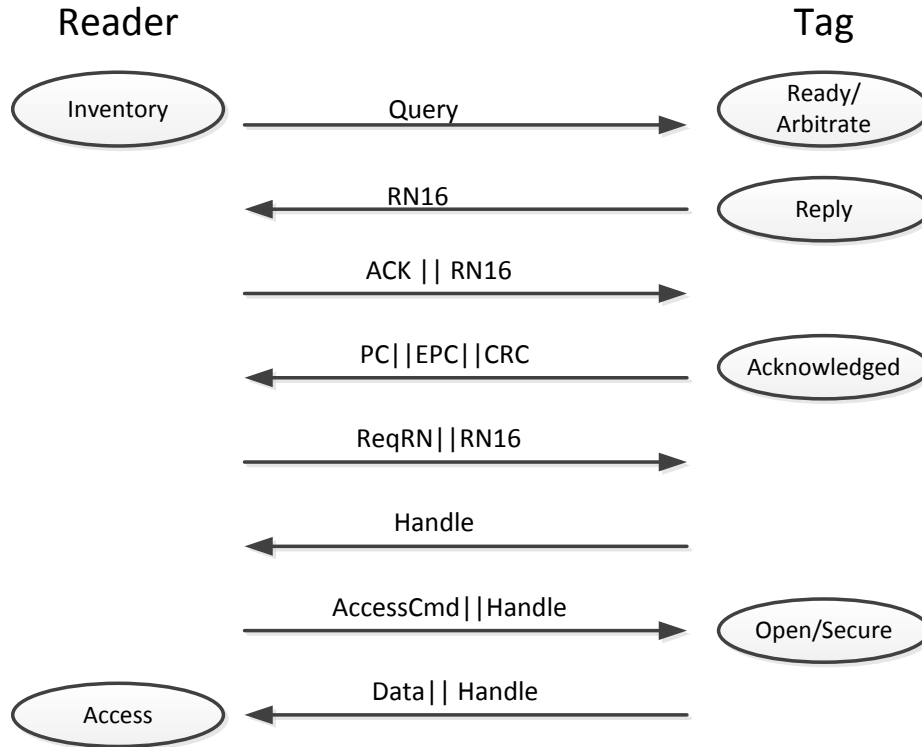 Reader
Tag
Inventory
Query
Ready/
Arbitrate
RN16
Reply
ACK || RN16
PC||EPC||CRC
Acknowledged
ReqRN||RN16
Handle
AccessCmd||Handle
Open/Secure
Data|| Handle
Access